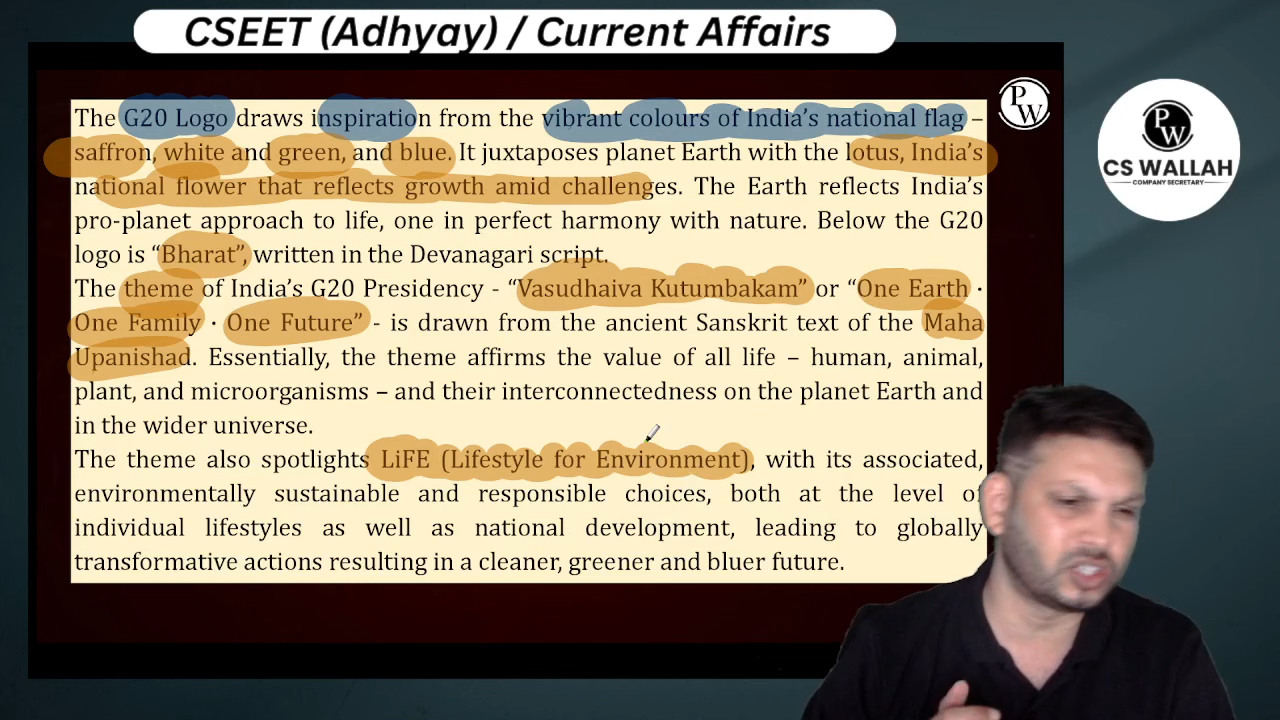 CSEET (Adhyay) / Current Affairs
The G20 Logo draws inspiration from the vibrant colours of India’s national flag –
saffron, white and green, and blue. It juxtaposes planet Earth with the lotus, India’s
national flower that reflects growth amid challenges. The Earth reflects India’s
pro-planet approach to life, one in perfect harmony with nature. Below the G20
logo is “Bharat”, written in the Devanagari script.
The theme of India’s G20 Presidency - “Vasudhaiva Kutumbakam” or “One Earth ·
One Family · One Future” - is drawn from the ancient Sanskrit text of the Maha
Upanishad. Essentially, the theme affirms the value of all life – human, animal,
plant, and microorganisms – and their interconnectedness on the planet Earth and
in the wider universe.
The theme also spotlights LiFE (Lifestyle for Environment), with its associated,
environmentally sustainable and responsible choices, both at the level of
individual lifestyles as well as national development, leading to globally
transformative actions resulting in a cleaner, greener and bluer future.
PW
PW
CS WALLAH
COMPANY SECRETARY